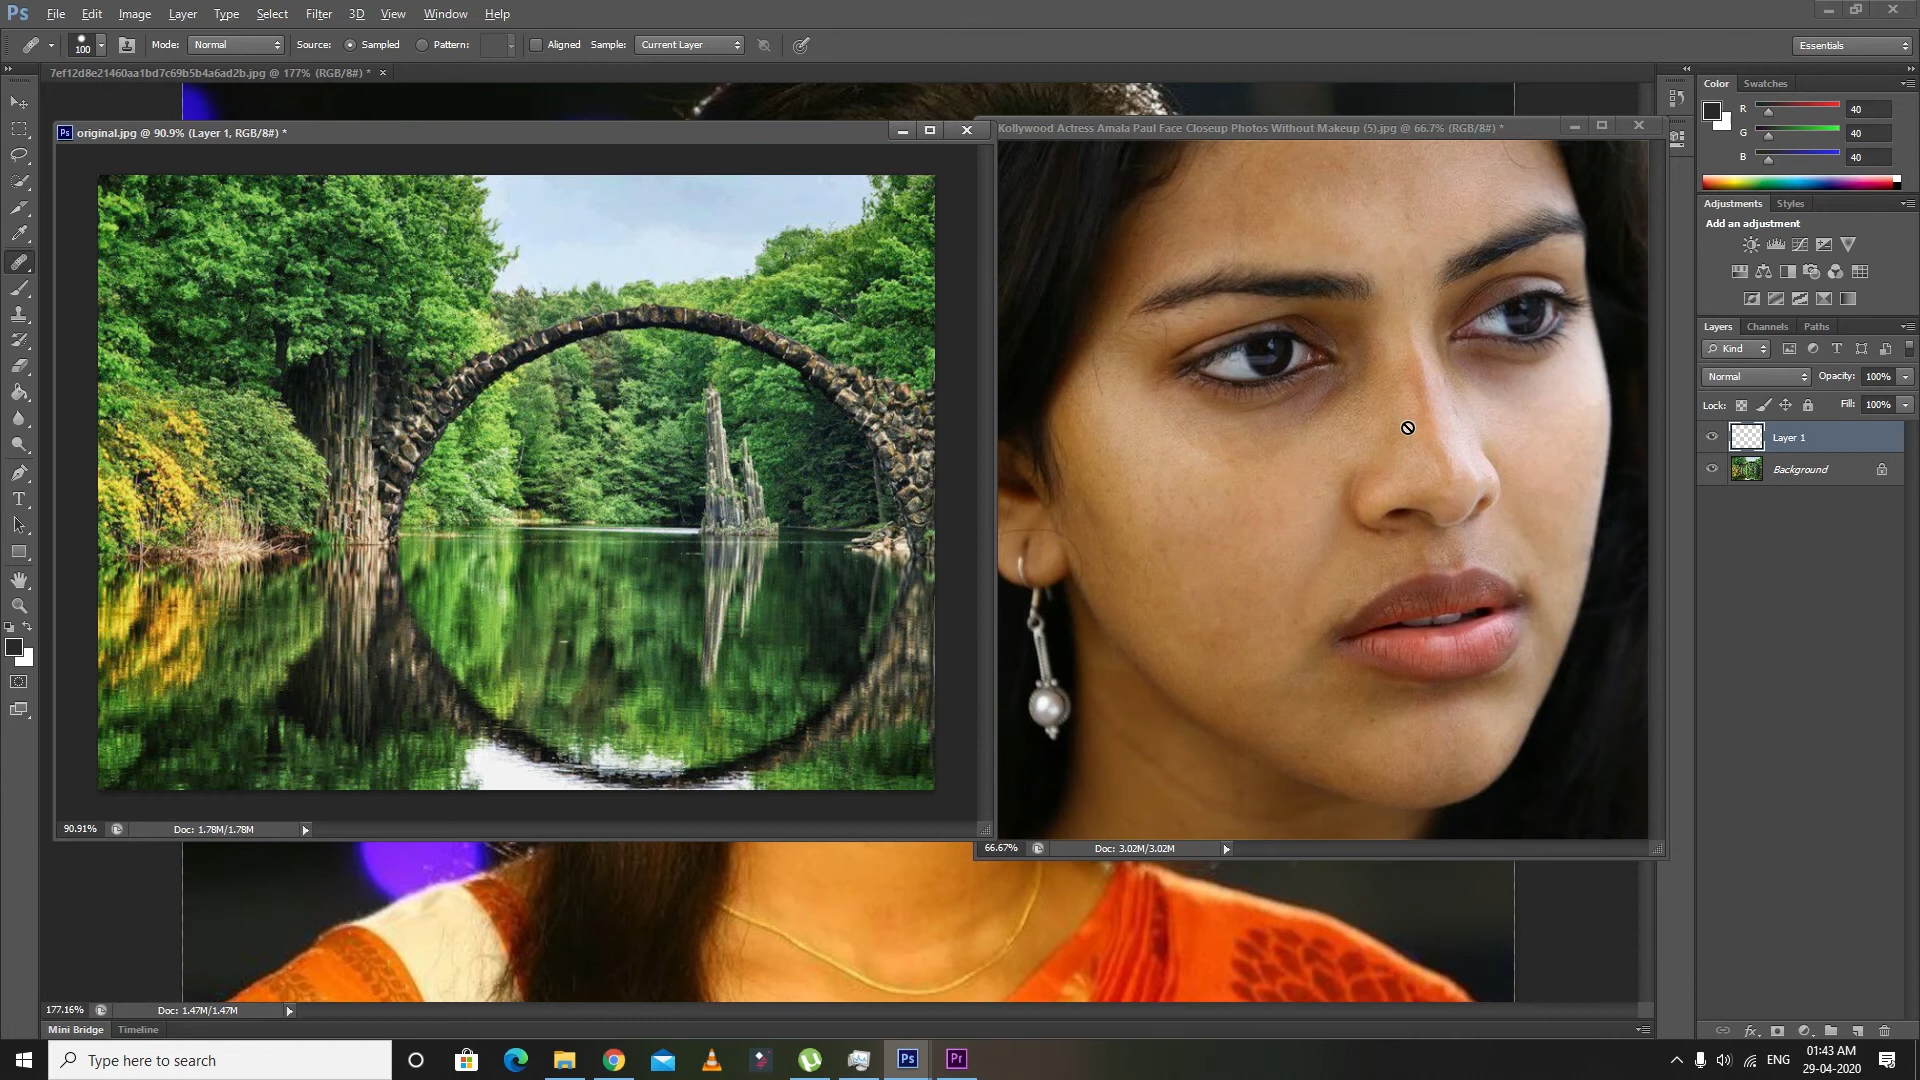 Ps File Edit Image Layer Type Select Filter 3D View Window Help
100 Mode: Normal Source: Sampled Pattern: Aligned Sample: Current Layer Essentials
7ef12d8e21460aa1bd7c69b5b4a6ad2b.jpg @ 177% (RGB/8#) *
Ps original.jpg @ 90.9% (Layer 1, RGB/8#) *
Kollywood Actress Amala Paul Face Closeup Photos Without Makeup (5).jpg @ 66.7% (RGB/8#) *
Color Swatches
R 40
G 40
B 40
Adjustments Styles
Add an adjustment
Layers Channels Paths
Kind
Normal Opacity: 100%
Lock: Fill: 100%
Layer 1
Background
90.91% Doc: 1.78M/1.78M
66.67% Doc: 3.02M/3.02M
177.16% Doc: 1.47M/1.47M
Mini Bridge Timeline
Type here to search
Ps Pr
ENG 01:43 AM
29-04-2020